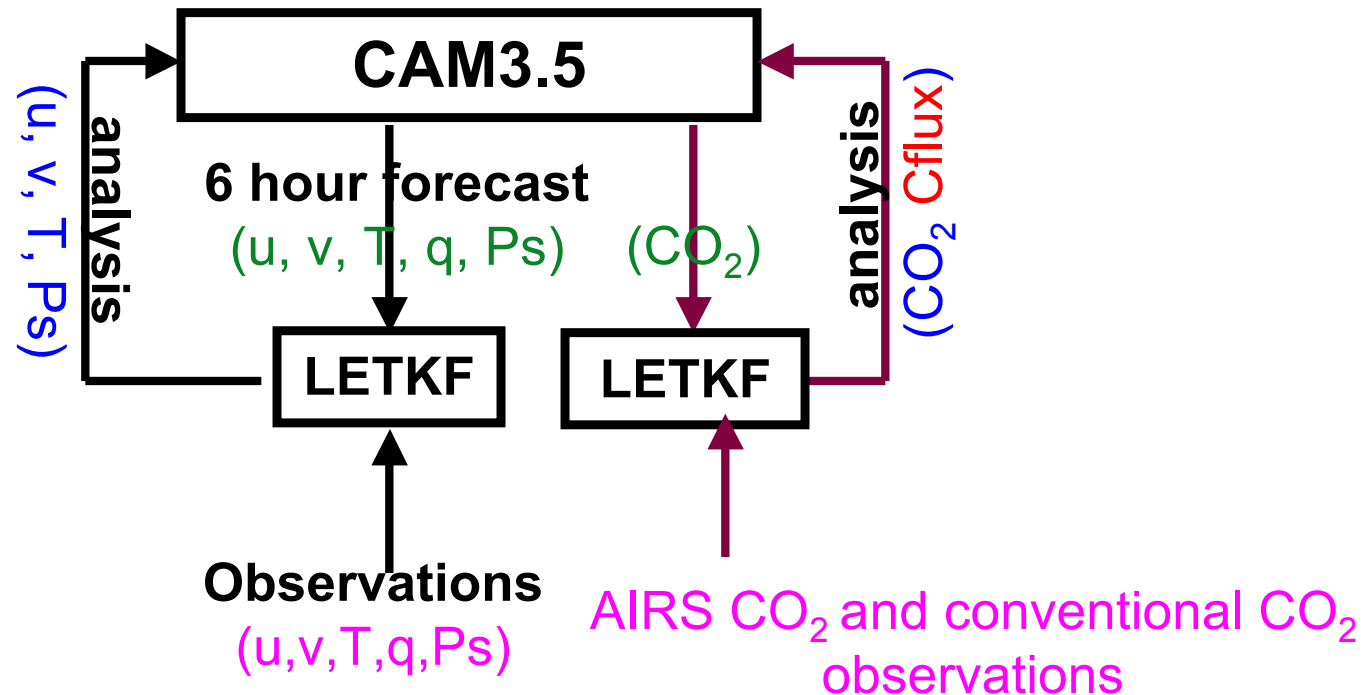 CAM3.5
(u, v, T, Ps)
analysis
6 hour forecast
(u, v, T, q, Ps)
(CO₂)
analysis
(CO₂ Cflux)
LETKF
LETKF
Observations
(u,v,T,q,Ps)
AIRS CO₂ and conventional CO₂
observations